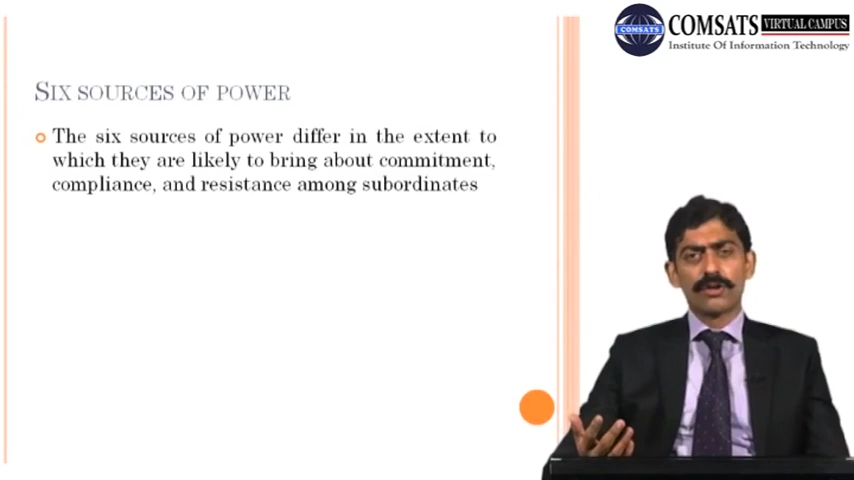 COMSATS VIRTUAL CAMPUS
COMSATS
Institute Of Information Technology
SIX SOURCES OF POWER
The six sources of power differ in the extent to
which they are likely to bring about commitment,
compliance, and resistance among subordinates